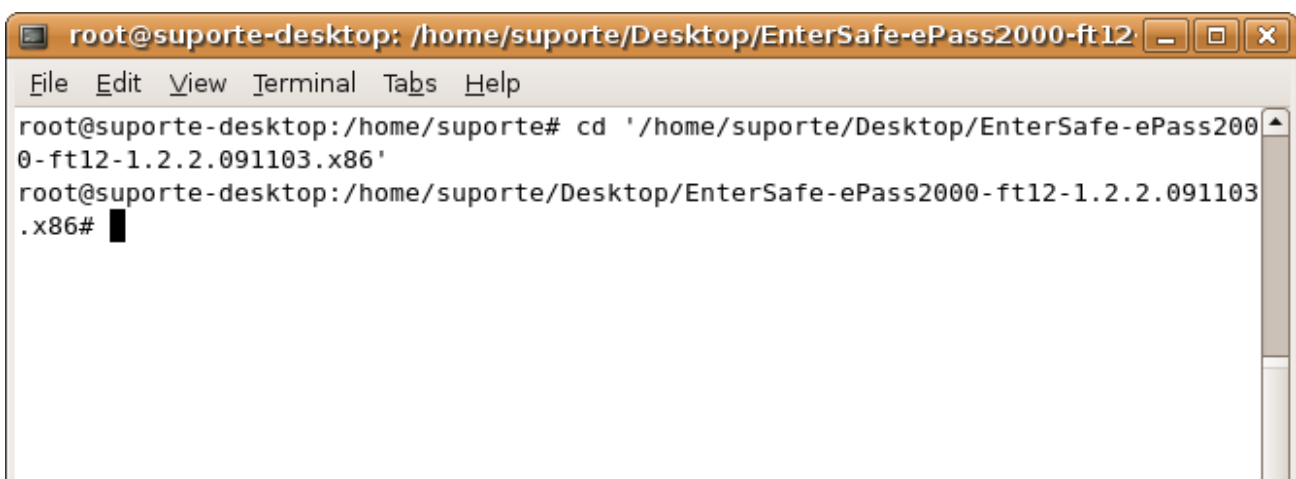 root@suporte-desktop: /home/suporte/Desktop/EnterSafe-ePass2000-ft12-
File Edit View Terminal Tabs Help
root@suporte-desktop:/home/suporte# cd '/home/suporte/Desktop/EnterSafe-ePass200
0-ft12-1.2.2.091103.x86'
root@suporte-desktop:/home/suporte/Desktop/EnterSafe-ePass2000-ft12-1.2.2.091103
.x86#